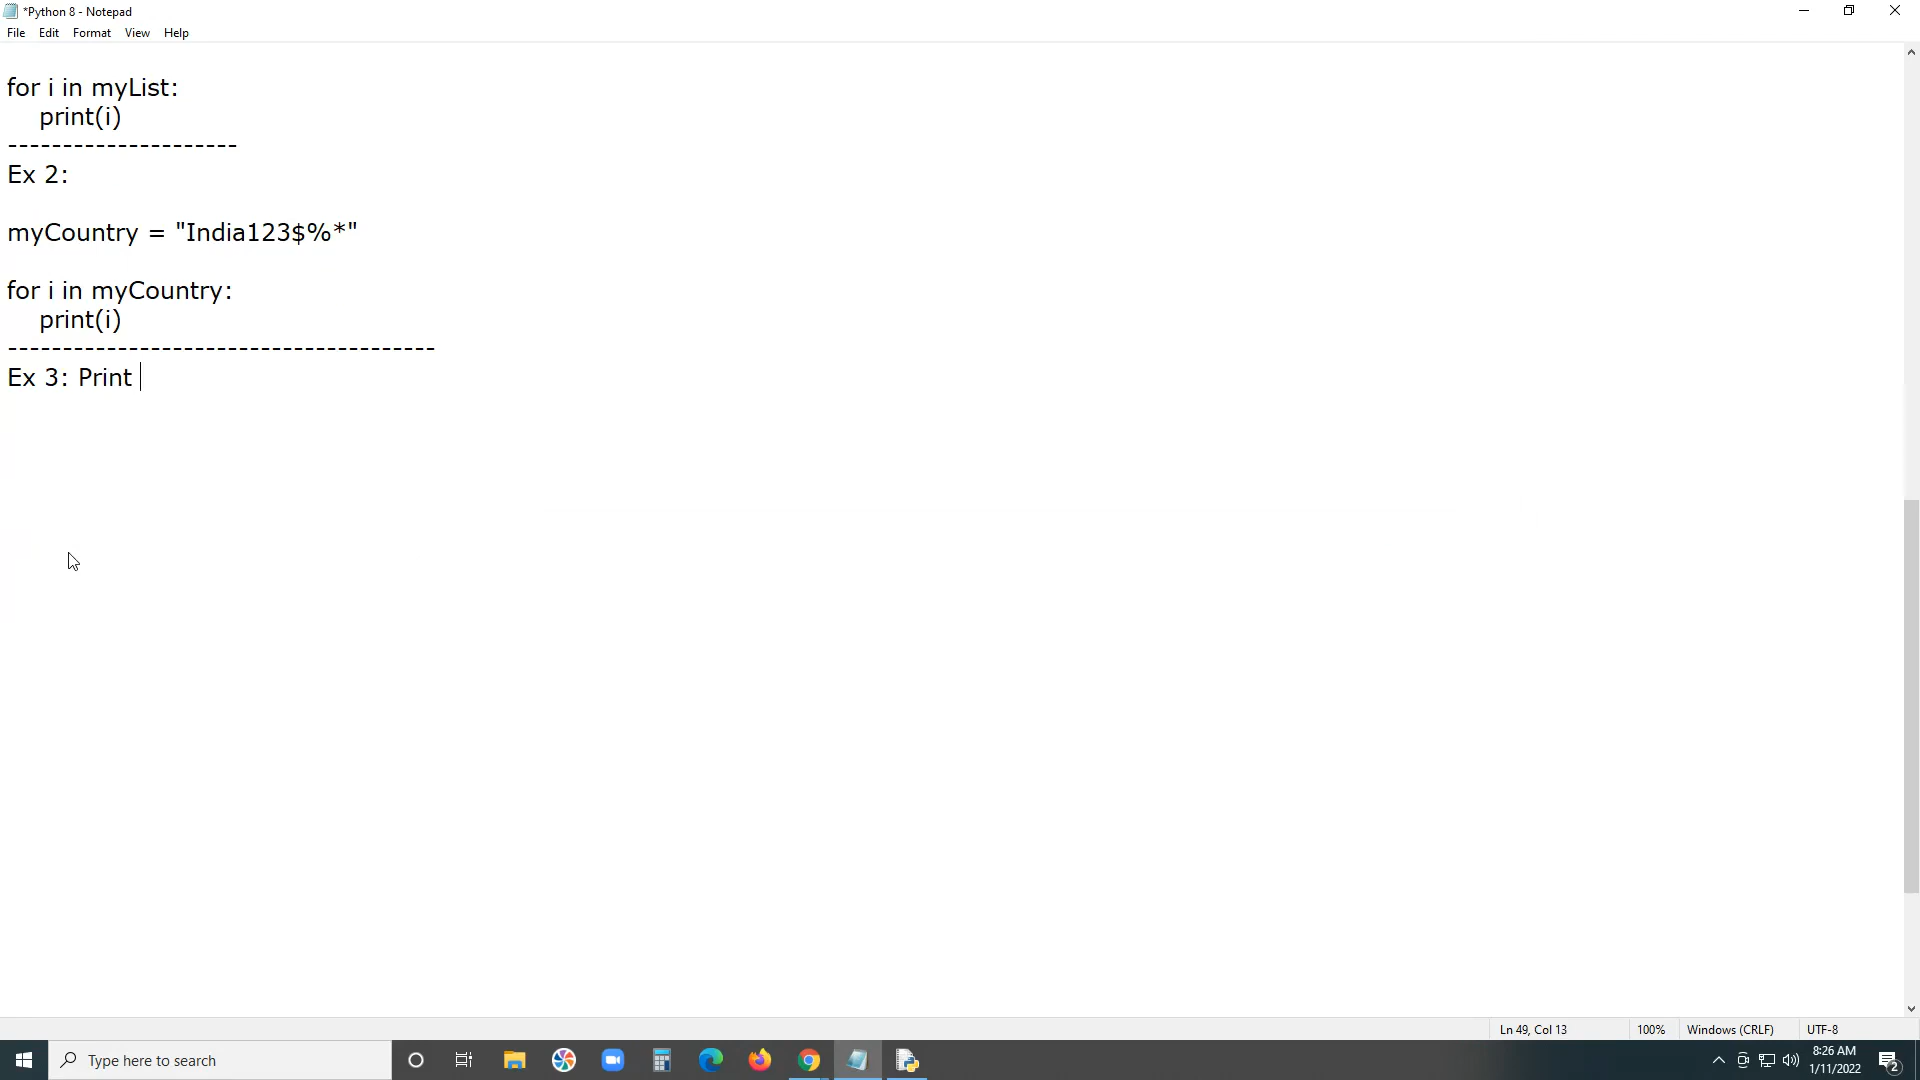 *Python 8 - Notepad
File Edit Format View Help
for i in myList:
print(i)
---------------------
Ex 2:
myCountry = "India123$%*"
for i in myCountry:
print(i)
---------------------------------------
Ex 3: Print
Ln 49, Col 13 100% Windows (CRLF) UTF-8
Type here to search
8:26 AM
1/11/2022
2